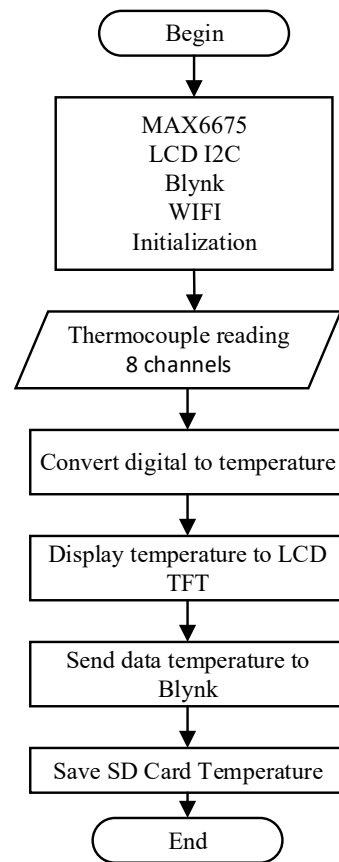 Begin
MAX6675
LCD I2C
Blynk
WIFI
Initialization
Thermocouple reading
8 channels
Convert digital to temperature
Display temperature to LCD
TFT
Send data temperature to
Blynk
Save SD Card Temperature
End